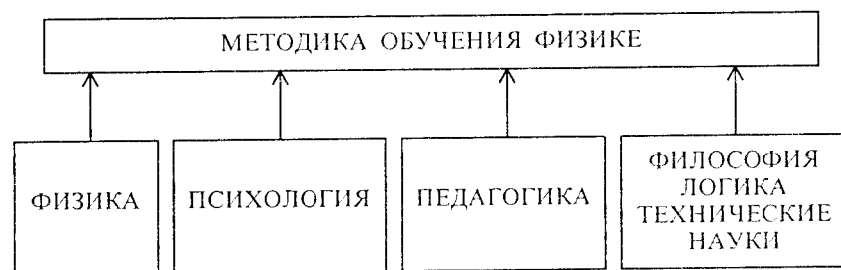 МЕТОДИКА ОБУЧЕНИЯ ФИЗИКЕ
ФИЗИКА
ПСИХОЛОГИЯ
ПЕДАГОГИКА
ФИЛОСОФИЯ
ЛОГИКА
ТЕХНИЧЕСКИЕ
НАУКИ